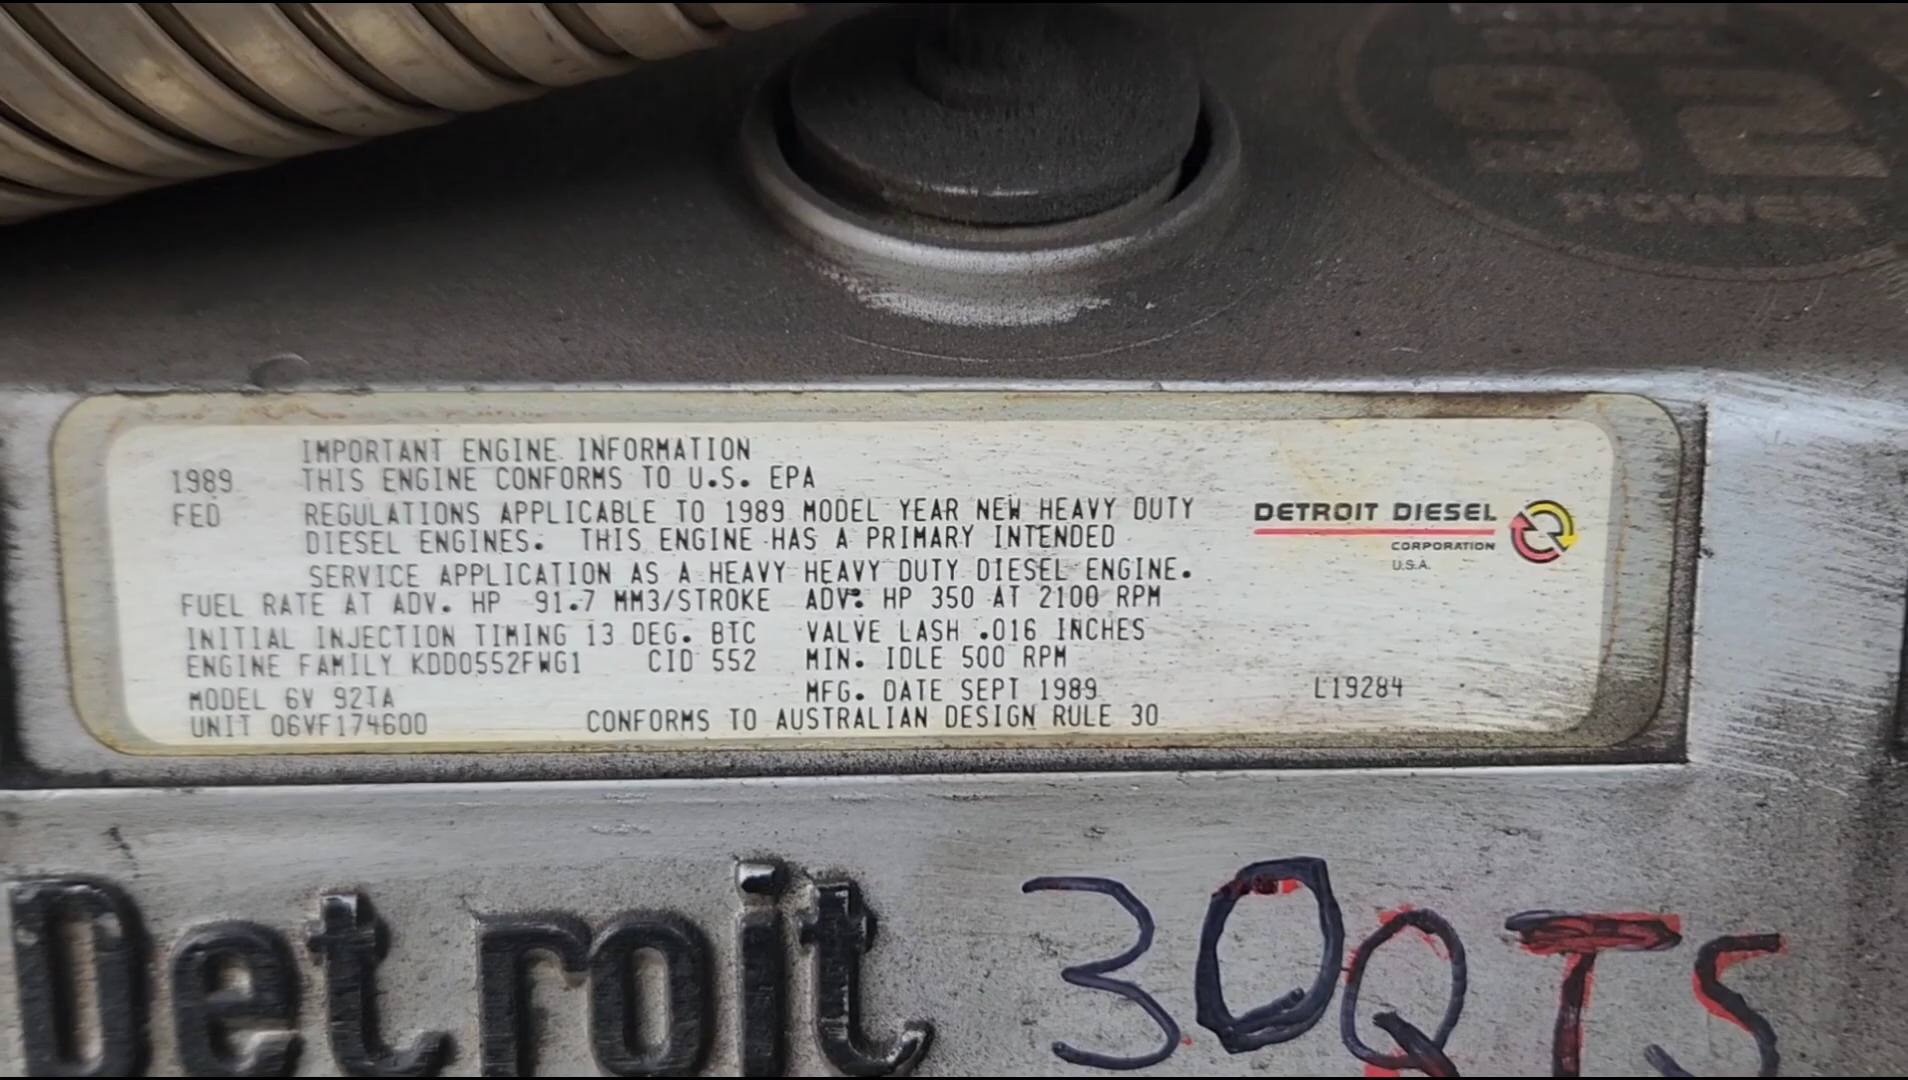 92
POWER
IMPORTANT ENGINE INFORMATION
1989 THIS ENGINE CONFORMS TO U.S. EPA
FED REGULATIONS APPLICABLE TO 1989 MODEL YEAR NEW HEAVY DUTY
DIESEL ENGINES. THIS ENGINE HAS A PRIMARY INTENDED
SERVICE APPLICATION AS A HEAVY HEAVY DUTY DIESEL ENGINE.
FUEL RATE AT ADV. HP 91.7 MM3/STROKE ADV. HP 350 AT 2100 RPM
INITIAL INJECTION TIMING 13 DEG. BTC VALVE LASH .016 INCHES
ENGINE FAMILY KDD0552FWG1 CID 552 MIN. IDLE 500 RPM
MODEL 6V 92TA MFG. DATE SEPT 1989 L19284
UNIT 06VF174600 CONFORMS TO AUSTRALIAN DESIGN RULE 30
DETROIT DIESEL
CORPORATION
U.S.A.
Detroit
30QTS